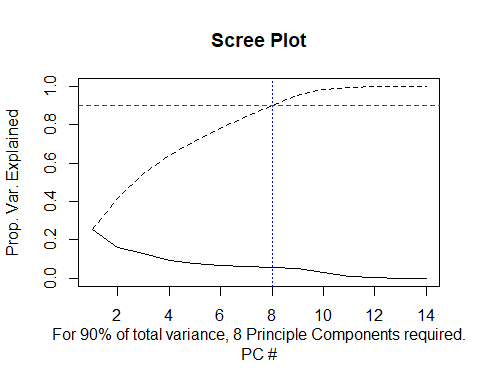 Scree Plot
Prop. Var. Explained
1.0
0.8
0.6
0.4
0.2
0.0
2 4 6 8 10 12 14
For 90% of total variance, 8 Principle Components required.
PC #